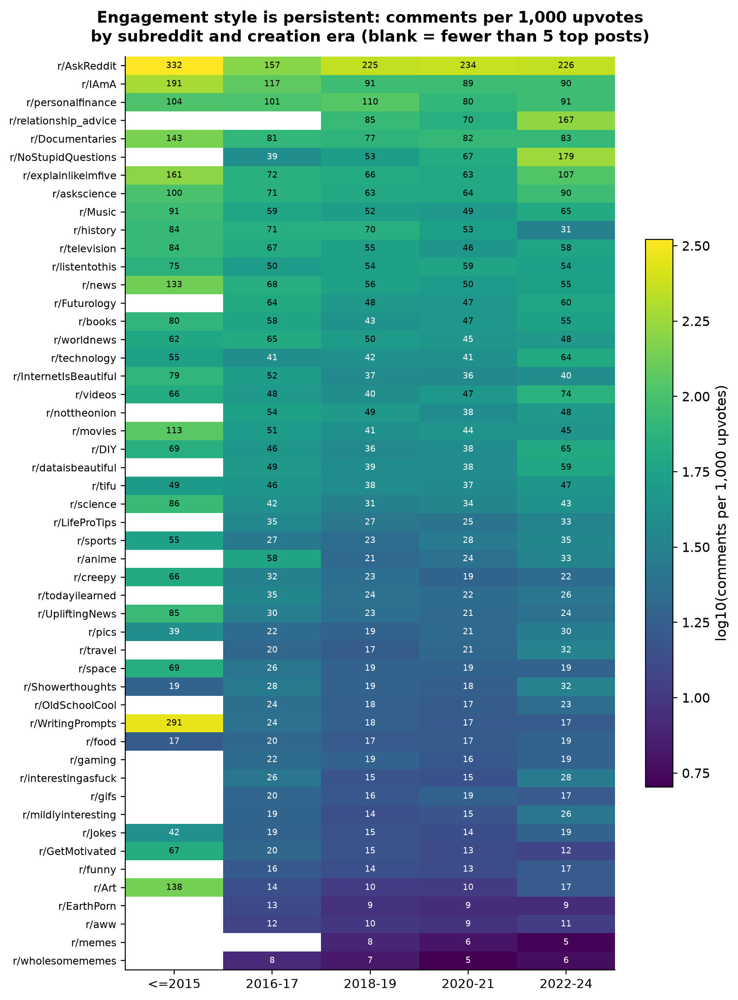 Engagement style is persistent: comments per 1,000 upvotes
by subreddit and creation era (blank = fewer than 5 top posts)
r/AskReddit 332 157 225 234 226
r/IAmA 191 117 91 89 90
r/personalfinance 104 101 110 80 91
r/relationship_advice 85 70 167
r/Documentaries 143 81 77 82 83
r/NoStupidQuestions 39 53 67 179
r/explainlikeimfive 161 72 66 63 107
r/askscience 100 71 63 64 90
r/Music 91 59 52 49 65
r/history 84 71 70 53 31
r/television 84 67 55 46 58
r/listentothis 75 50 54 59 54
r/news 133 68 56 50 55
r/Futurology 64 48 47 60
r/books 80 58 43 47 55
r/worldnews 62 65 50 45 48
r/technology 55 41 42 41 64
r/InternetIsBeautiful 79 52 37 36 40
r/videos 66 48 40 47 74
r/nottheonion 54 49 38 48
r/movies 113 51 41 44 45
r/DIY 69 46 36 38 65
r/dataisbeautiful 49 39 38 59
r/tifu 49 46 38 37 47
r/science 86 42 31 34 43
r/LifeProTips 35 27 25 33
r/sports 55 27 23 28 35
r/anime 58 21 24 33
r/creepy 66 32 23 19 22
r/todayilearned 35 24 22 26
r/UpliftingNews 85 30 23 21 24
r/pics 39 22 19 21 30
r/travel 20 17 21 32
r/space 69 26 19 19 19
r/Showerthoughts 19 28 19 18 32
r/OldSchoolCool 24 18 17 23
r/WritingPrompts 291 24 18 17 17
r/food 17 20 17 17 19
r/gaming 22 19 16 19
r/interestingasfuck 26 15 15 28
r/gifs 20 16 19 17
r/mildlyinteresting 19 14 15 26
r/Jokes 42 19 15 14 19
r/GetMotivated 67 20 15 13 12
r/funny 16 14 13 17
r/Art 138 14 10 10 17
r/EarthPorn 13 9 9 9
r/aww 12 10 9 11
r/memes 8 6 5
r/wholesomememes 8 7 5 6
<=2015 2016-17 2018-19 2020-21 2022-24
2.50
2.25
2.00
1.75
1.50
1.25
1.00
0.75
log10(comments per 1,000 upvotes)